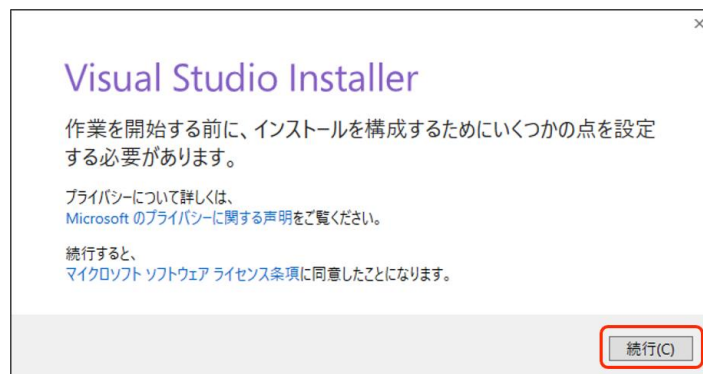 Visual Studio Installer
作業を開始する前に、インストールを構成するためにいくつかの点を設定
する必要があります。
プライバシーについて詳しくは、
Microsoft のプライバシーに関する声明をご覧ください。
続行すると、
マイクロソフト ソフトウェア ライセンス条項に同意したことになります。
続行(C)